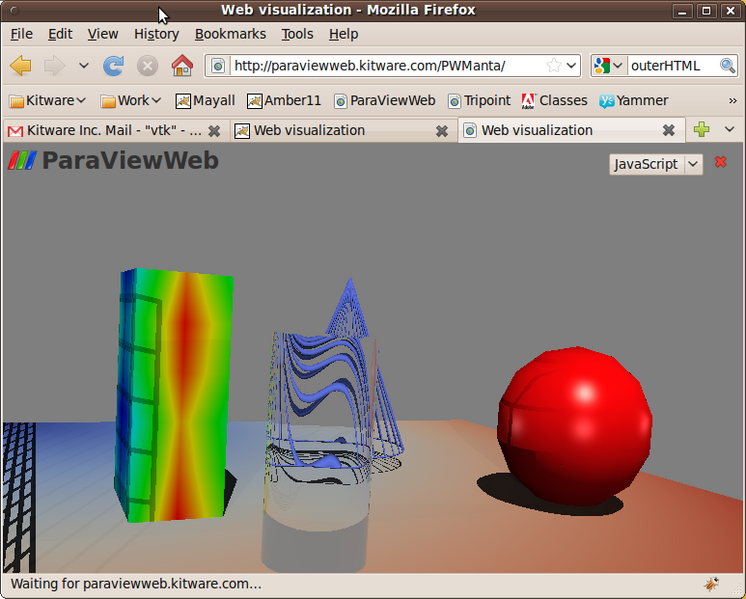 Web visualization - Mozilla Firefox
File Edit View History Bookmarks Tools Help
http://paraviewweb.kitware.com/PWManta/ outerHTML
Kitware Work Mayall Amber11 ParaViewWeb Tripoint Classes Yammer »
Kitware Inc. Mail - "vtk" - ... Web visualization Web visualization
ParaViewWeb JavaScript
Waiting for paraviewweb.kitware.com...